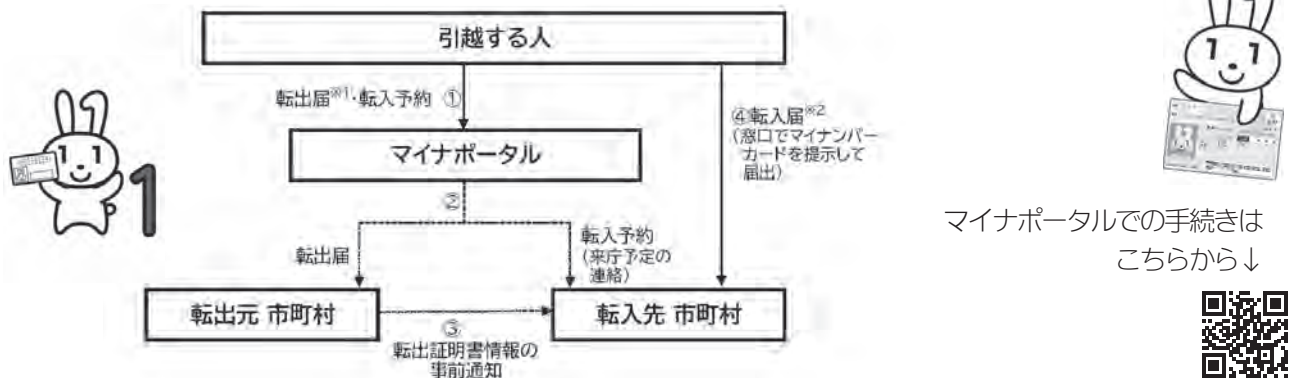 引越する人
転出届※1・転入予約 ①
④転入届※2
(窓口でマイナンバー
カードを提示して
届出)
マイナポータル
②
転出届
転入予約
(来庁予定の
連絡)
転出元 市町村
転入先 市町村
③
転出証明書情報の
事前通知
1
マイナポータルでの手続きは
こちらから↓